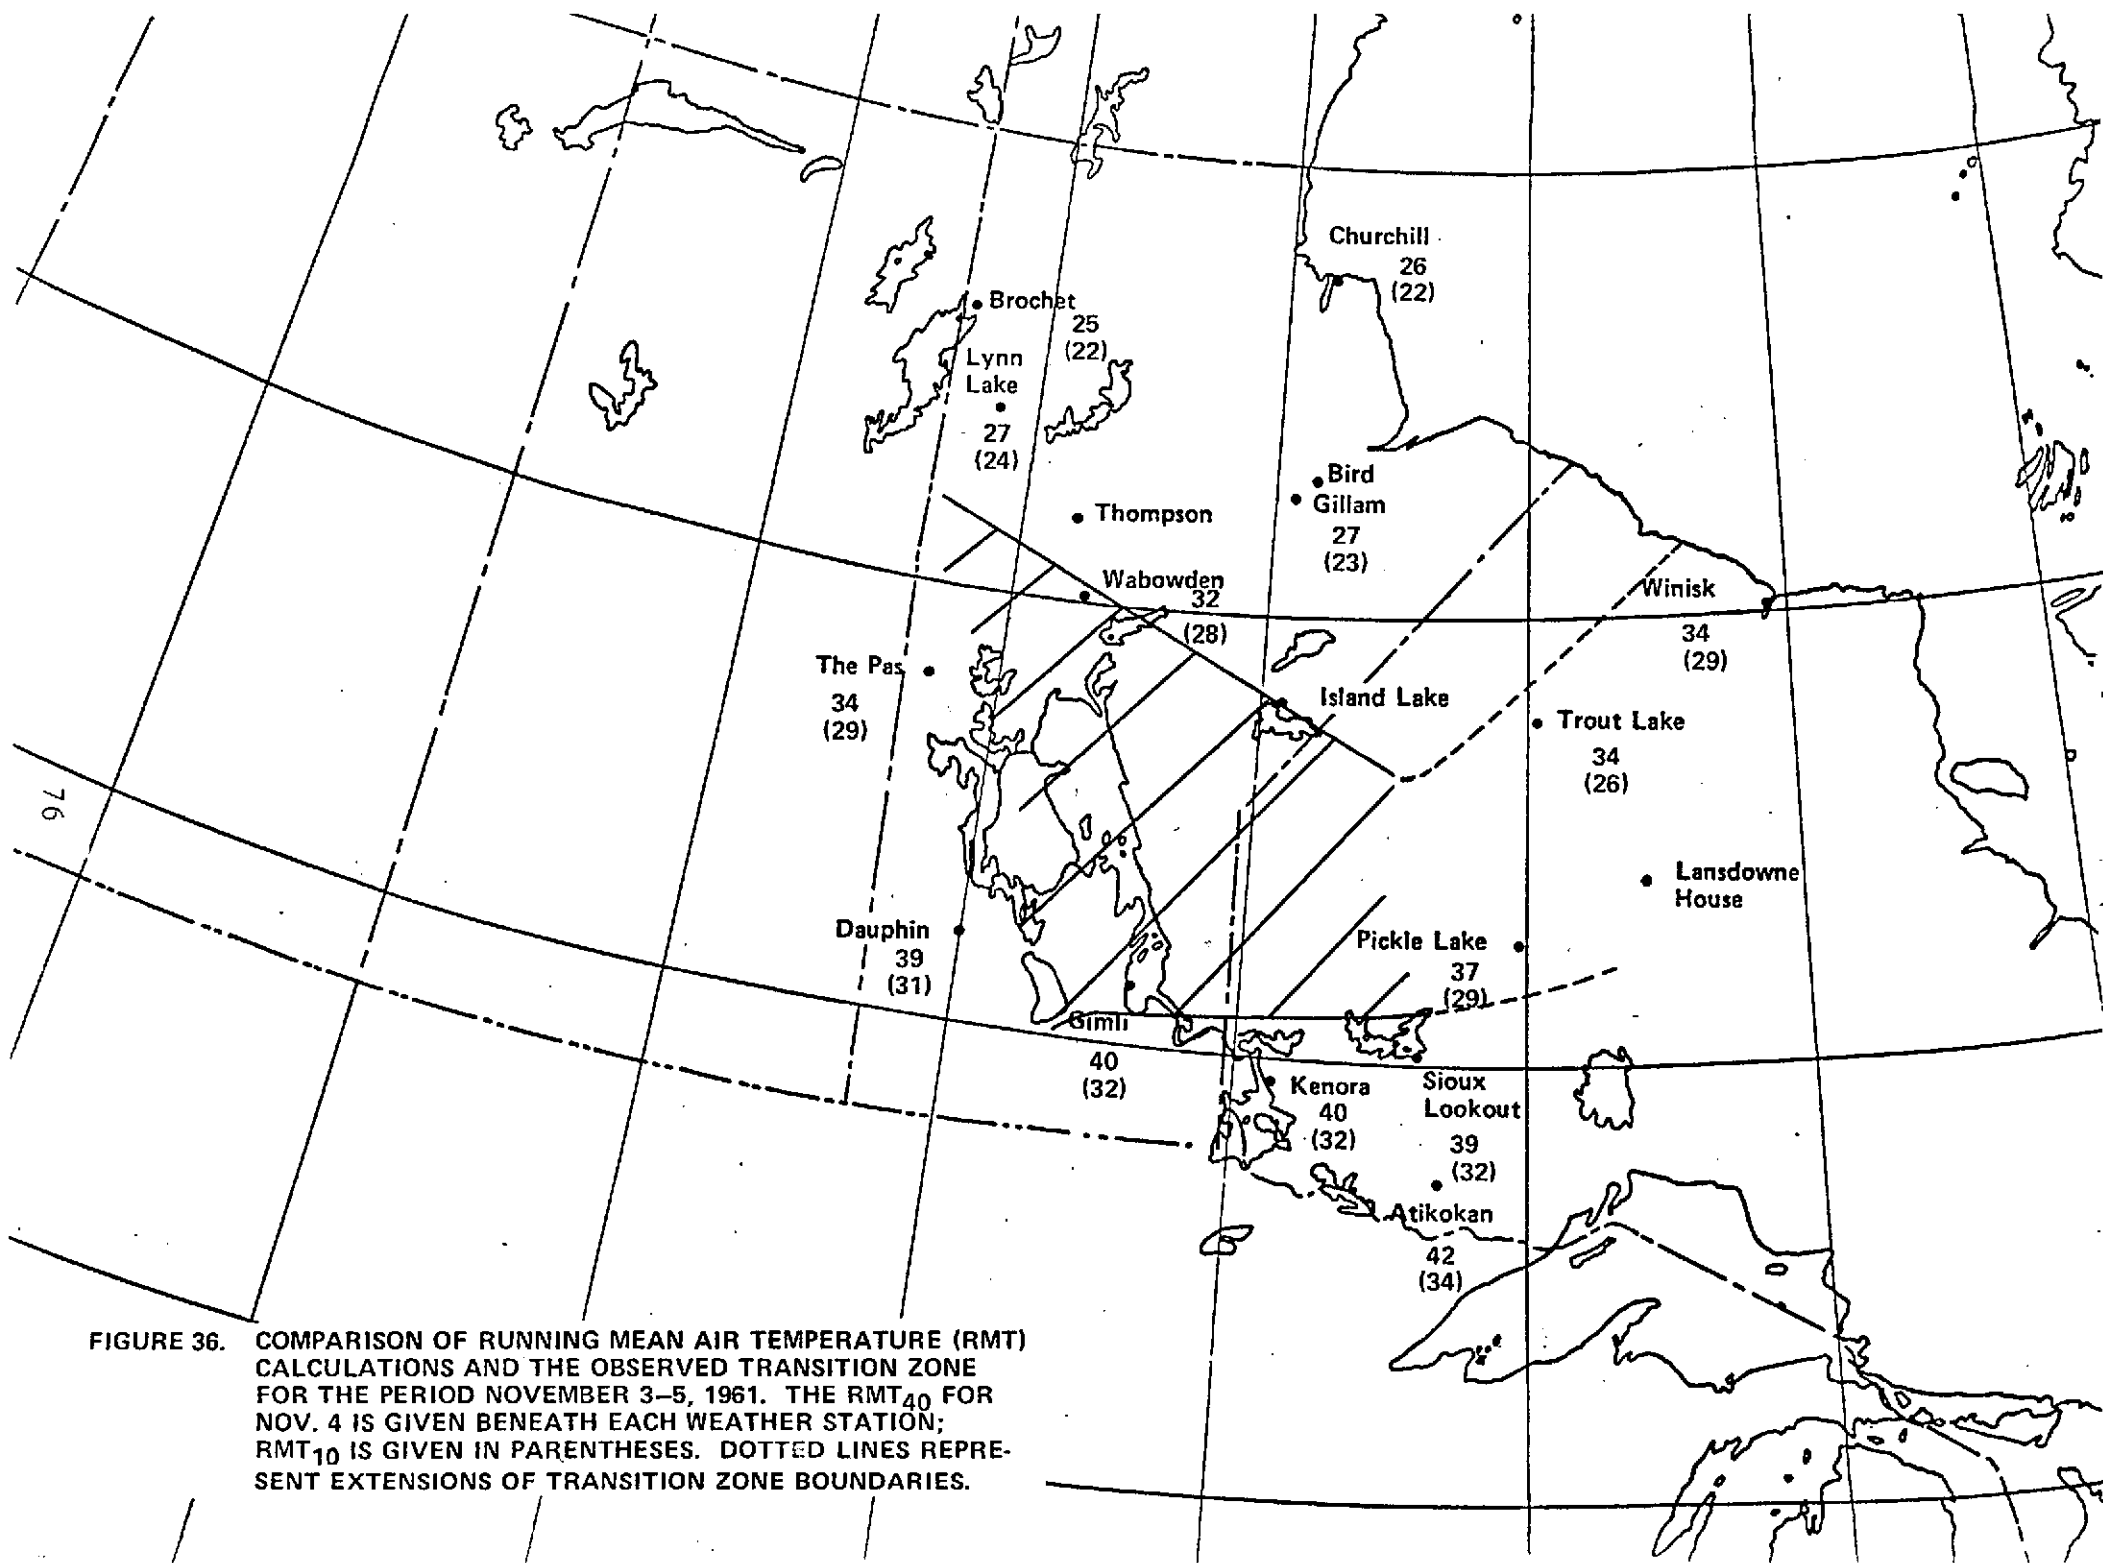 Churchill
26
(22)
Brochet
25
(22)
Lynn
Lake
27
(24)
Bird
Gillam
27
(23)
Thompson
Wabowden
32
(28)
Winisk
34
(29)
The Pas
34
(29)
Island Lake
Trout Lake
34
(26)
76
Lansdowne
House
Dauphin
39
(31)
Pickle Lake
37
(29)
Gimli
40
(32)
Kenora
40
(32)
Sioux
Lookout
39
(32)
Atikokan
42
(34)
FIGURE 36. COMPARISON OF RUNNING MEAN AIR TEMPERATURE (RMT)
CALCULATIONS AND THE OBSERVED TRANSITION ZONE
FOR THE PERIOD NOVEMBER 3–5, 1961. THE RMT40 FOR
NOV. 4 IS GIVEN BENEATH EACH WEATHER STATION;
RMT10 IS GIVEN IN PARENTHESES. DOTTED LINES REPRE-
SENT EXTENSIONS OF TRANSITION ZONE BOUNDARIES.